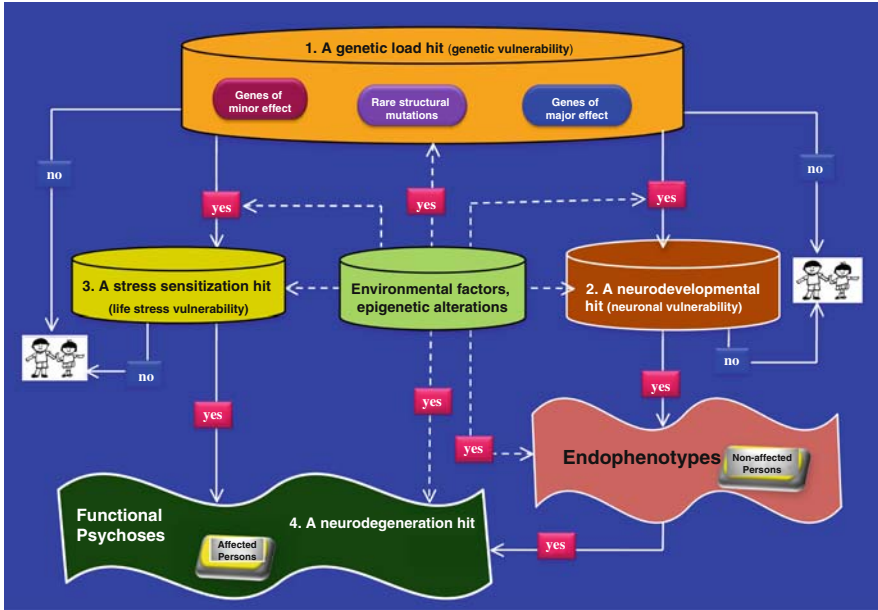 1. A genetic load hit (genetic vulnerability)
Genes of
minor effect
Rare structural
mutations
Genes of
major effect
no
no
yes
yes
yes
3. A stress sensitization hit
(life stress vulnerability)
Environmental factors,
epigenetic alterations
2. A neurodevelopmental
hit (neuronal vulnerability)
no
no
yes
yes
yes
yes
Endophenotypes
Non-affected
Persons
Functional
Psychoses
4. A neurodegeneration hit
Affected
Persons
yes